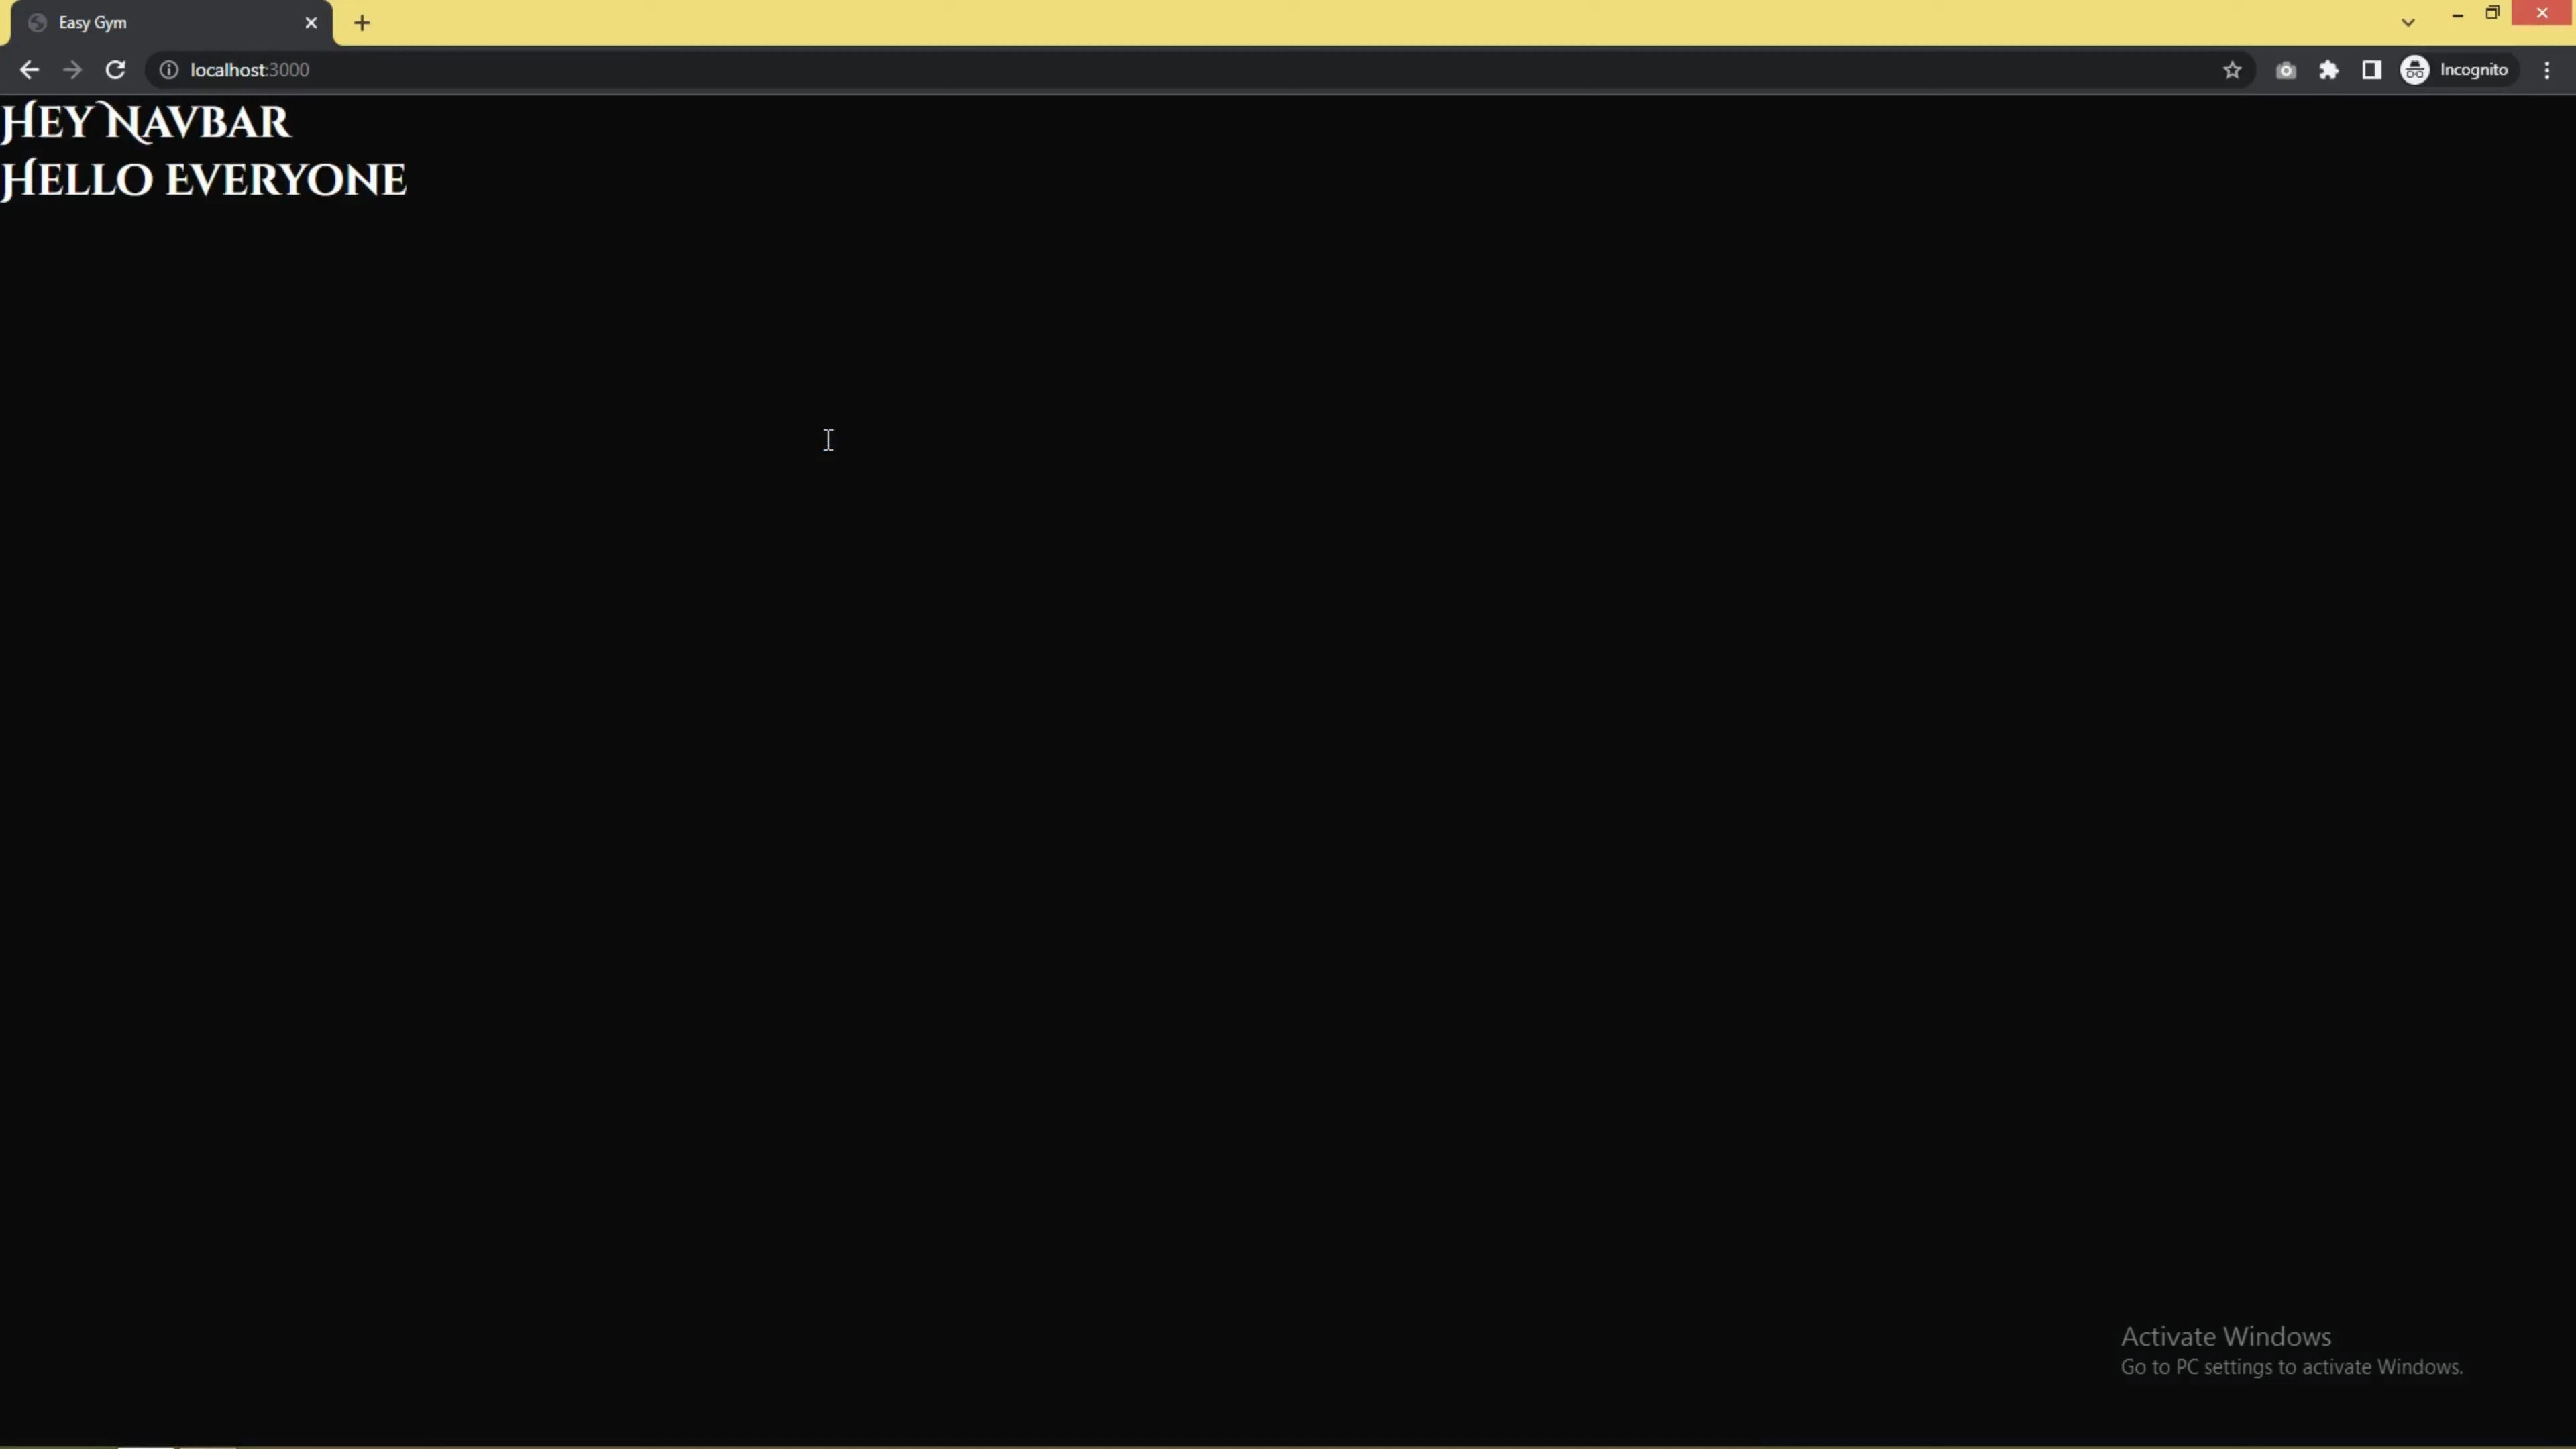 Easy Gym
localhost:3000
Incognito
Hey Navbar
Hello Everyone
Activate Windows
Go to PC settings to activate Windows.